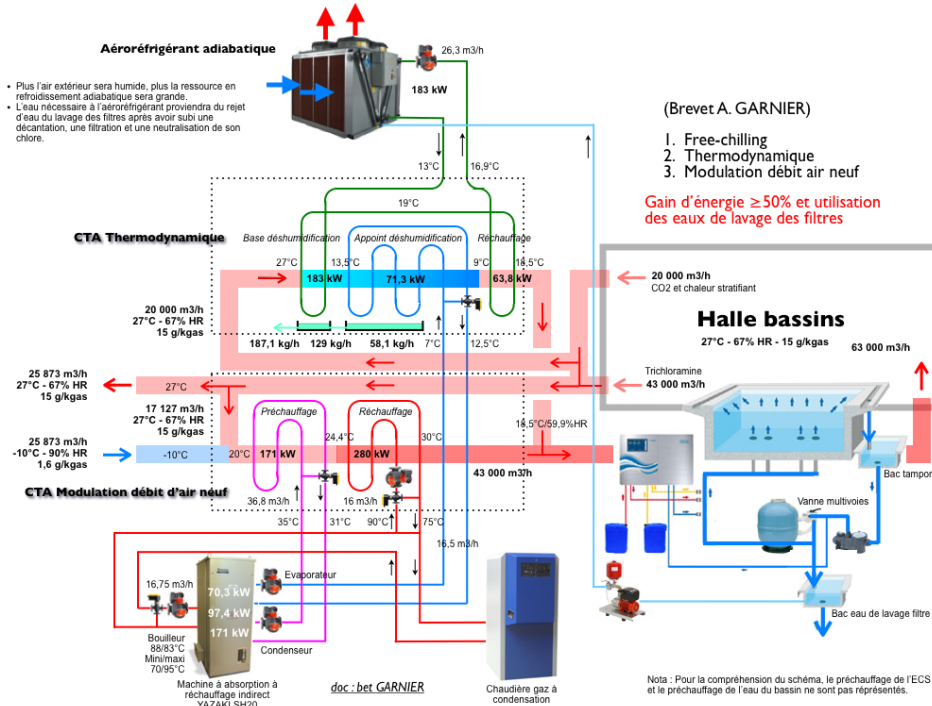 Aéroréfrigérant adiabatique
26,3 m3/h
183 kW
• Plus l'air extérieur sera humide, plus la ressource en
refroidissement adiabatique sera grande.
• L'eau nécessaire à l'aéroréfrigérant proviendra du rejet
d'eau du lavage des filtres après avoir subi une
décantation, une filtration et une neutralisation de son
chlore.
(Brevet A. GARNIER)
1. Free-chilling
2. Thermodynamique
3. Modulation débit air neuf
Gain d'énergie ≥50% et utilisation
des eaux de lavage des filtres
13°C
16,9°C
19°C
CTA Thermodynamique
Base déshumidification
Appoint déshumidification
Réchauffage
27°C
13,5°C
9°C
18,5°C
183 kW
71,3 kW
63,8 kW
20 000 m3/h
CO2 et chaleur stratifiant
20 000 m3/h
27°C - 67% HR
15 g/kgas
187,1 kg/h
129 kg/h
58,1 kg/h
7°C
12,5°C
Halle bassins
27°C - 67% HR - 15 g/kgas
63 000 m3/h
Trichloramine
43 000 m3/h
25 873 m3/h
27°C - 67% HR
15 g/kgas
27°C
17 127 m3/h
27°C - 67% HR
15 g/kgas
Préchauffage
Réchauffage
24,4°C
30°C
18,5°C/59,9%HR
25 873 m3/h
-10°C - 90% HR
1,6 g/kgas
-10°C
20°C
171 kW
280 kW
43 000 m3/h
CTA Modulation débit d'air neuf
36,8 m3/h
16 m3/h
35°C
31°C
90°C
75°C
16,5 m3/h
Bac tampon
Vanne multivoies
Bac eau de lavage filtre
16,75 m3/h
70,3 kW
97,4 kW
171 kW
Evaporateur
Condenseur
Bouilleur
88/83°C
Mini/maxi
70/95°C
Machine à absorption à
réchauffage indirect
YAZAKI SH20
doc : bet GARNIER
Chaudière gaz à
condensation
Nota : Pour la compréhension du schéma, le préchauffage de l'ECS
et le préchauffage de l'eau du bassin ne sont pas réprésentés.